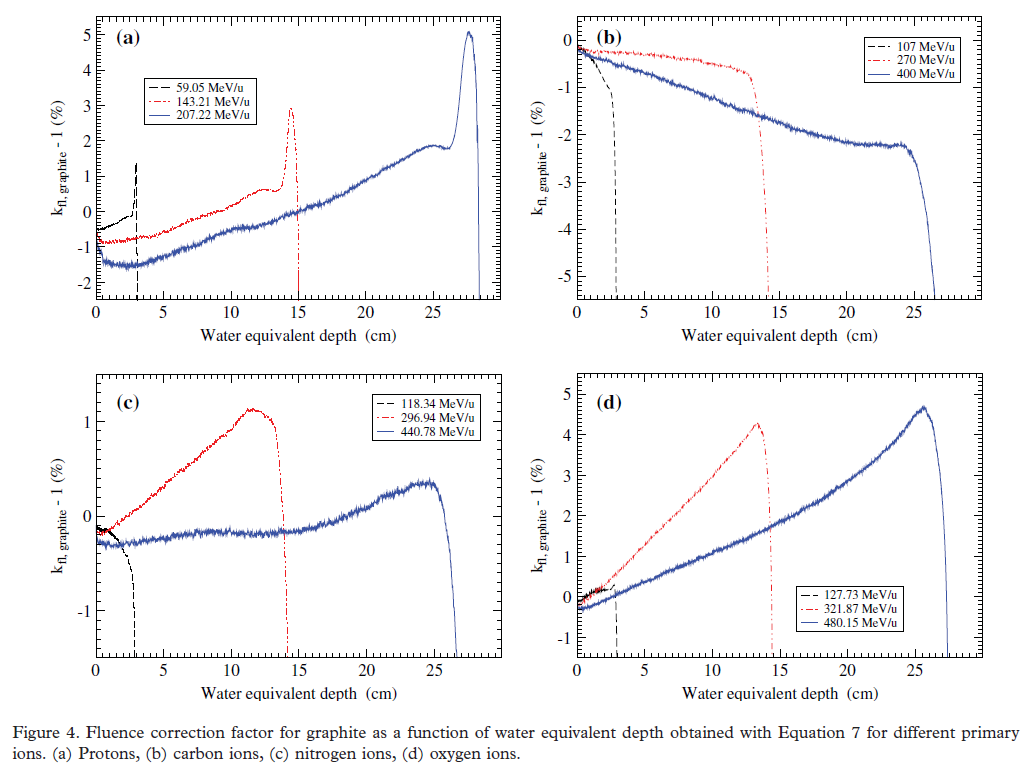 (a)
59.05 MeV/u
143.21 MeV/u
207.22 MeV/u
5
4
3
2
1
0
-1
-2
k_fl, graphite - 1 (%)
0 5 10 15 20 25
Water equivalent depth (cm)
(b)
107 MeV/u
270 MeV/u
400 MeV/u
0
-1
-2
-3
-4
-5
k_fl, graphite - 1 (%)
0 5 10 15 20 25
Water equivalent depth (cm)
(c)
118.34 MeV/u
296.94 MeV/u
440.78 MeV/u
1
0
-1
k_fl, graphite - 1 (%)
0 5 10 15 20 25
Water equivalent depth (cm)
(d)
127.73 MeV/u
321.87 MeV/u
480.15 MeV/u
5
4
3
2
1
0
-1
k_fl, graphite - 1 (%)
0 5 10 15 20 25
Water equivalent depth (cm)
Figure 4. Fluence correction factor for graphite as a function of water equivalent depth obtained with Equation 7 for different primary
ions. (a) Protons, (b) carbon ions, (c) nitrogen ions, (d) oxygen ions.